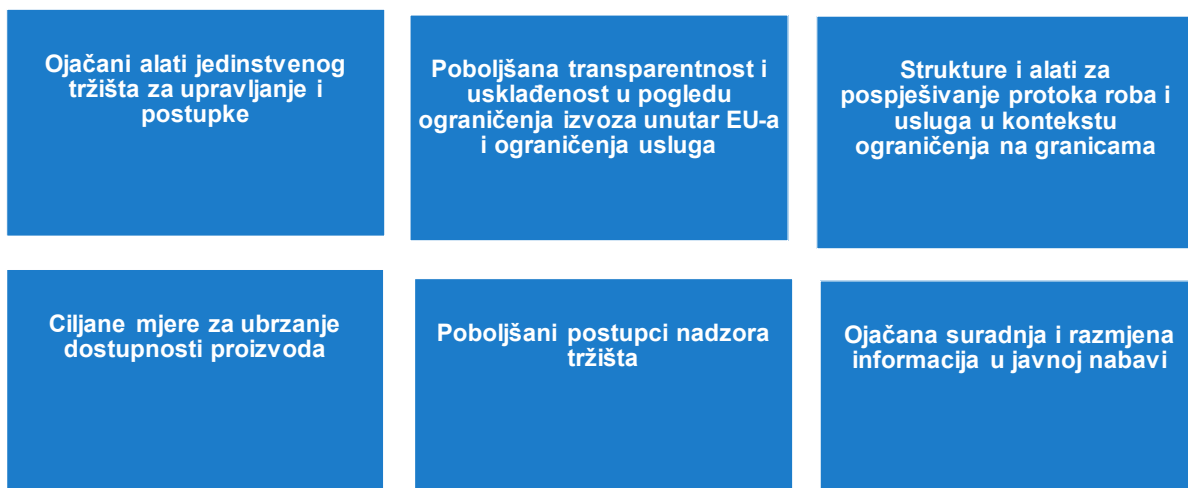 Ojačani alati jedinstvenog
tržišta za upravljanje i
postupke
Poboljšana transparentnost i
usklađenost u pogledu
ograničenja izvoza unutar EU-a
i ograničenja usluga
Strukture i alati za
pospješivanje protoka roba i
usluga u kontekstu
ograničenja na granicama
Ciljane mjere za ubrzanje
dostupnosti proizvoda
Poboljšani postupci nadzora
tržišta
Ojačana suradnja i razmjena
informacija u javnoj nabavi